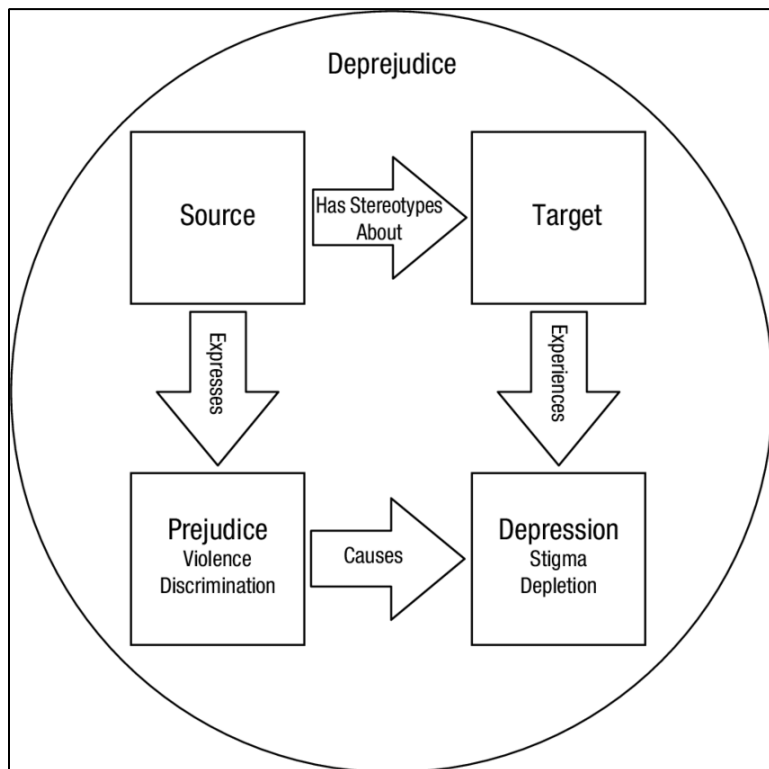 Deprejudice
Source
Has Stereotypes
About
Target
Expresses
Experiences
Prejudice
Violence
Discrimination
Causes
Depression
Stigma
Depletion